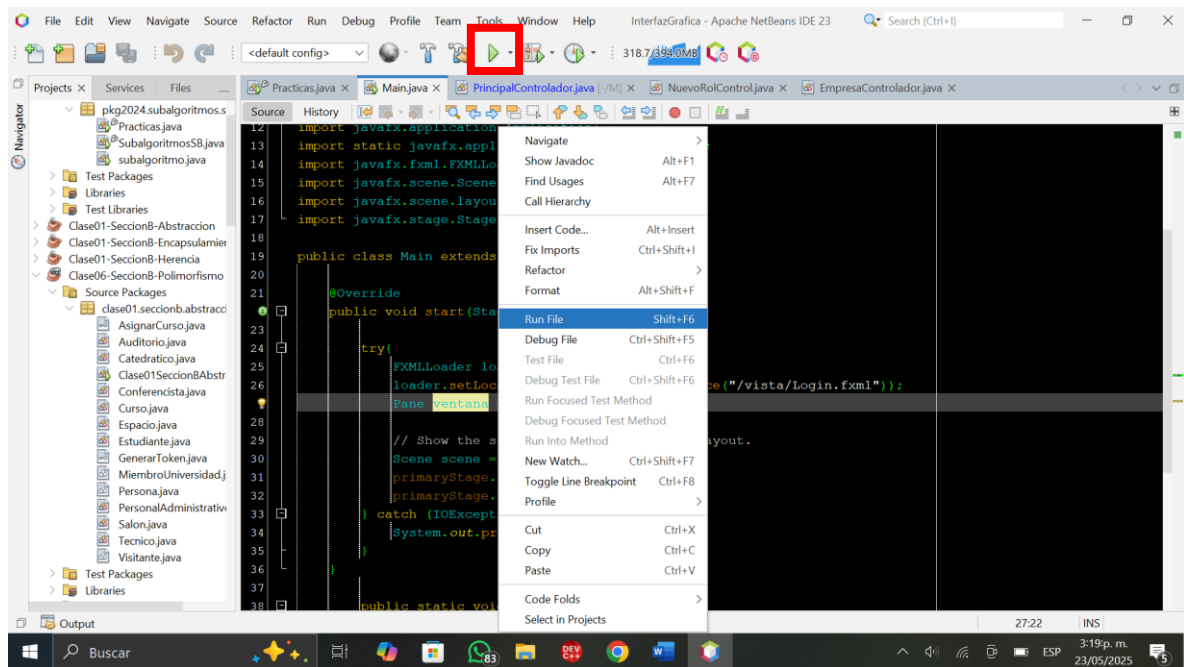 File Edit View Navigate Source Refactor Run Debug Profile Team Tools Window Help InterfazGrafica - Apache NetBeans IDE 23 Search (Ctrl+I)
<default config> 318.7/394.0MB
Projects Services Files
Practicas.java Main.java PrincipalControlador.java [-/M] NuevoRolControl.java EmpresaControlador.java
Source History
Navigator
pkg2024.subalgoritmos.s
Practicas.java
SubalgoritmosSB.java
subalgoritmo.java
Test Packages
Libraries
Test Libraries
Clase01-SeccionB-Abstraccion
Clase01-SeccionB-Encapsulamier
Clase01-SeccionB-Herencia
Clase06-SeccionB-Polimorfismo
Source Packages
clase01.seccionb.abstracci
AsignarCurso.java
Auditorio.java
Catedratico.java
Clase01SeccionBAbstr
Conferencista.java
Curso.java
Espacio.java
Estudiante.java
GenerarToken.java
MiembroUniversidad.j
Persona.java
PersonalAdministrativ
Salon.java
Tecnico.java
Visitante.java
Test Packages
Libraries
12 import javafx.application
13 import static javafx.appl
14 import javafx.fxml.FXMLLo
15 import javafx.scene.Scene
16 import javafx.scene.layou
17 import javafx.stage.Stage
18
19 public class Main extends
20
21 @Override
public void start(Sta
23
24 try{
25 FXMLLoader lo
26 loader.setLoc ce("/vista/Login.fxml"));
Pane ventana
28
29 // Show the s ayout.
30 Scene scene =
31 primaryStage.
32 primaryStage.
33 } catch (IOExcept
34 System.out.pr
35 }
36 }
37
38 public static voi
Navigate
Show Javadoc Alt+F1
Find Usages Alt+F7
Call Hierarchy
Insert Code... Alt+Insert
Fix Imports Ctrl+Shift+I
Refactor
Format Alt+Shift+F
Run File Shift+F6
Debug File Ctrl+Shift+F5
Test File Ctrl+F6
Debug Test File Ctrl+Shift+F6
Run Focused Test Method
Debug Focused Test Method
Run Into Method
New Watch... Ctrl+Shift+F7
Toggle Line Breakpoint Ctrl+F8
Profile
Cut Ctrl+X
Copy Ctrl+C
Paste Ctrl+V
Code Folds
Select in Projects
Output
27:22 INS
Buscar
83
DEV C++
W
ESP
3:19 p. m.
23/05/2025
5